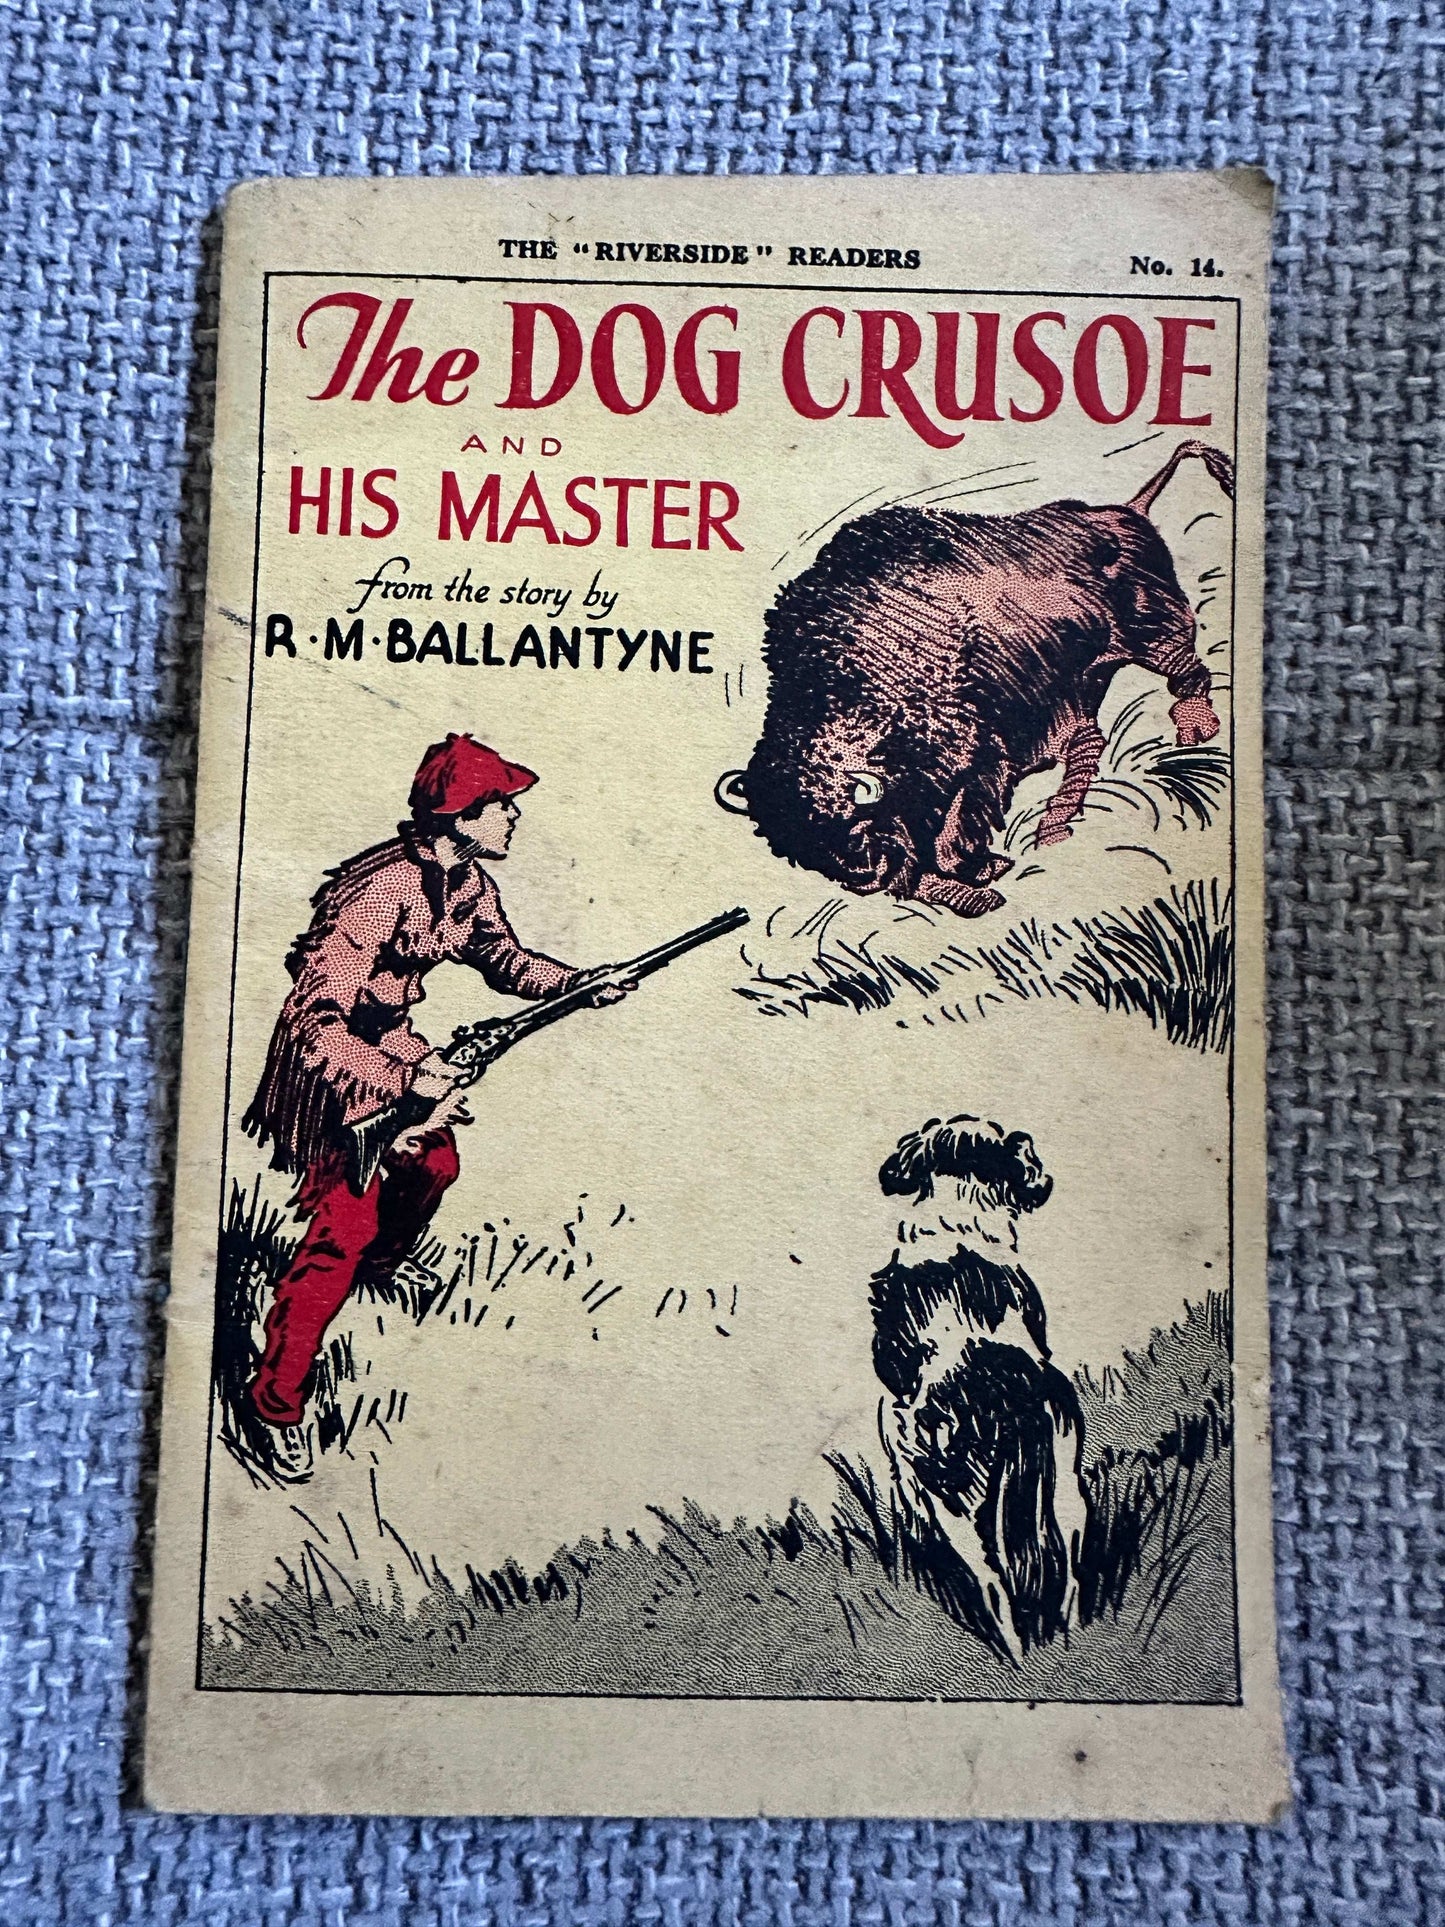 THE "RIVERSIDE" READERS No. 14.
The DOG CRUSOE
AND
HIS MASTER
from the story by
R·M·BALLANTYNE